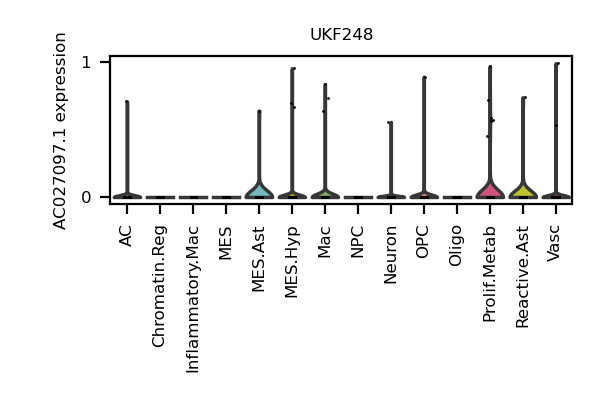 UKF248
AC027097.1 expression
1
0
AC
Chromatin.Reg
Inflammatory.Mac
MES
MES.Ast
MES.Hyp
Mac
NPC
Neuron
OPC
Oligo
Prolif.Metab
Reactive.Ast
Vasc